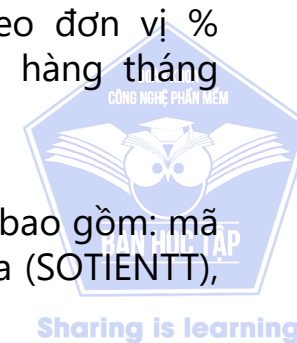 eo đơn vị %
hàng tháng
CÔNG NGHỆ PHẦN MỀM
bao gồm: mã
BAN HỌC TẬP
a (SOTIENTT),
Sharing is learning